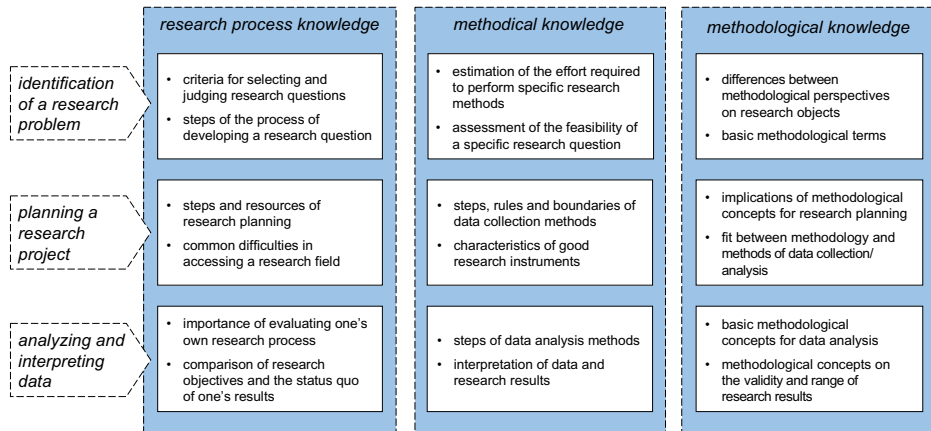 research process knowledge
methodical knowledge
methodological knowledge
identification
of a research
problem
• criteria for selecting and
judging research questions
• steps of the process of
developing a research question
• estimation of the effort required
to perform specific research
methods
• assessment of the feasibility of
a specific research question
• differences between
methodological perspectives
on research objects
• basic methodological terms
planning a
research
project
• steps and resources of
research planning
• common difficulties in
accessing a research field
• steps, rules and boundaries of
data collection methods
• characteristics of good
research instruments
• implications of methodological
concepts for research planning
• fit between methodology and
methods of data collection/
analysis
analyzing and
interpreting
data
• importance of evaluating one's
own research process
• comparison of research
objectives and the status quo
of one's results
• steps of data analysis methods
• interpretation of data and
research results
• basic methodological
concepts for data analysis
• methodological concepts on
the validity and range of
research results